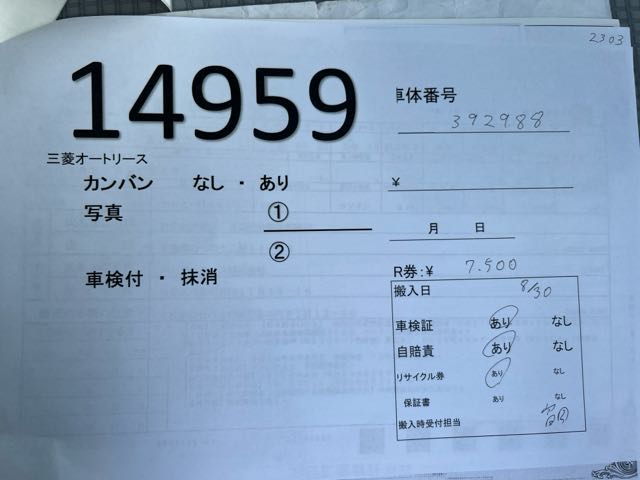 2303
14959
車体番号
392988
三菱オートリース
カンバン なし ・ あり
¥
写真 ①
②
月 日
車検付 ・ 抹消
R券:¥ 7.500
搬入日 8/30
車検証 あり なし
自賠責 あり なし
リサイクル券 あり なし
保証書 あり なし
搬入時受付担当